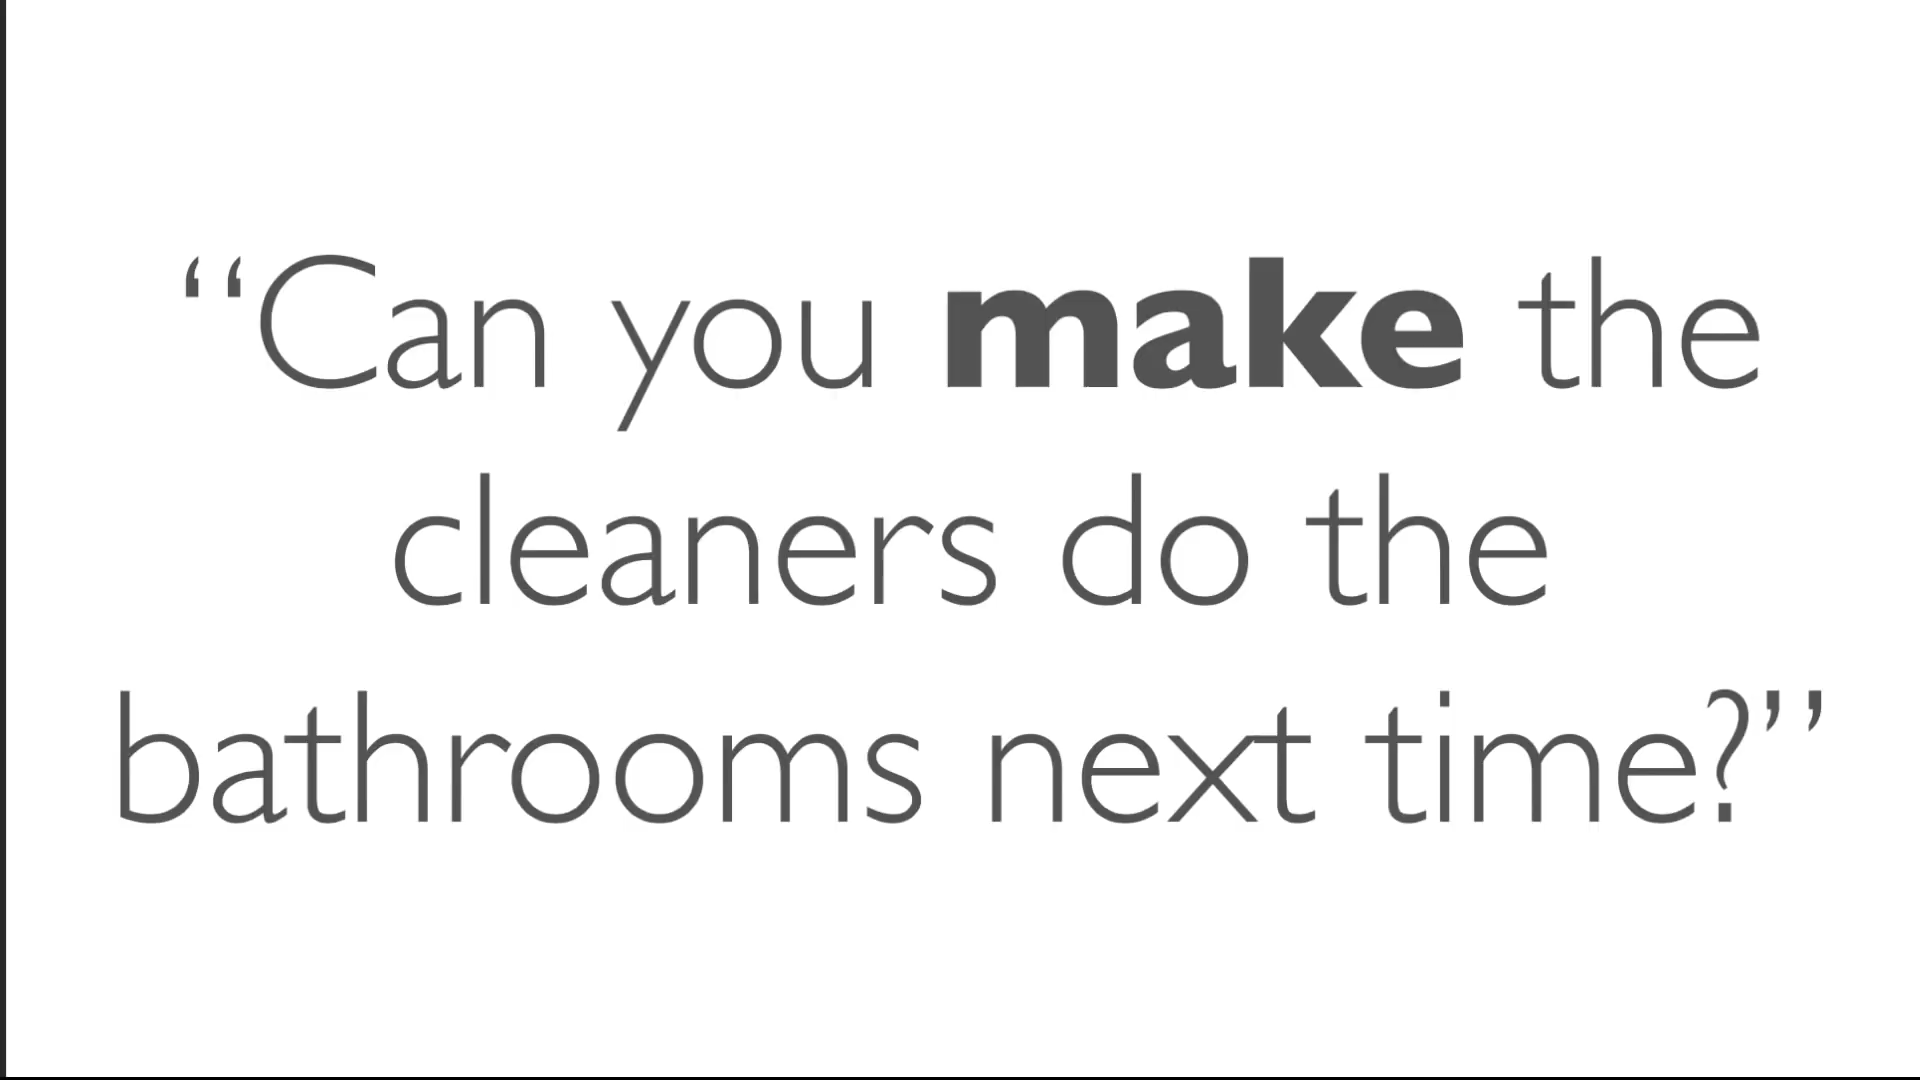 “Can you make the
cleaners do the
bathrooms next time?”